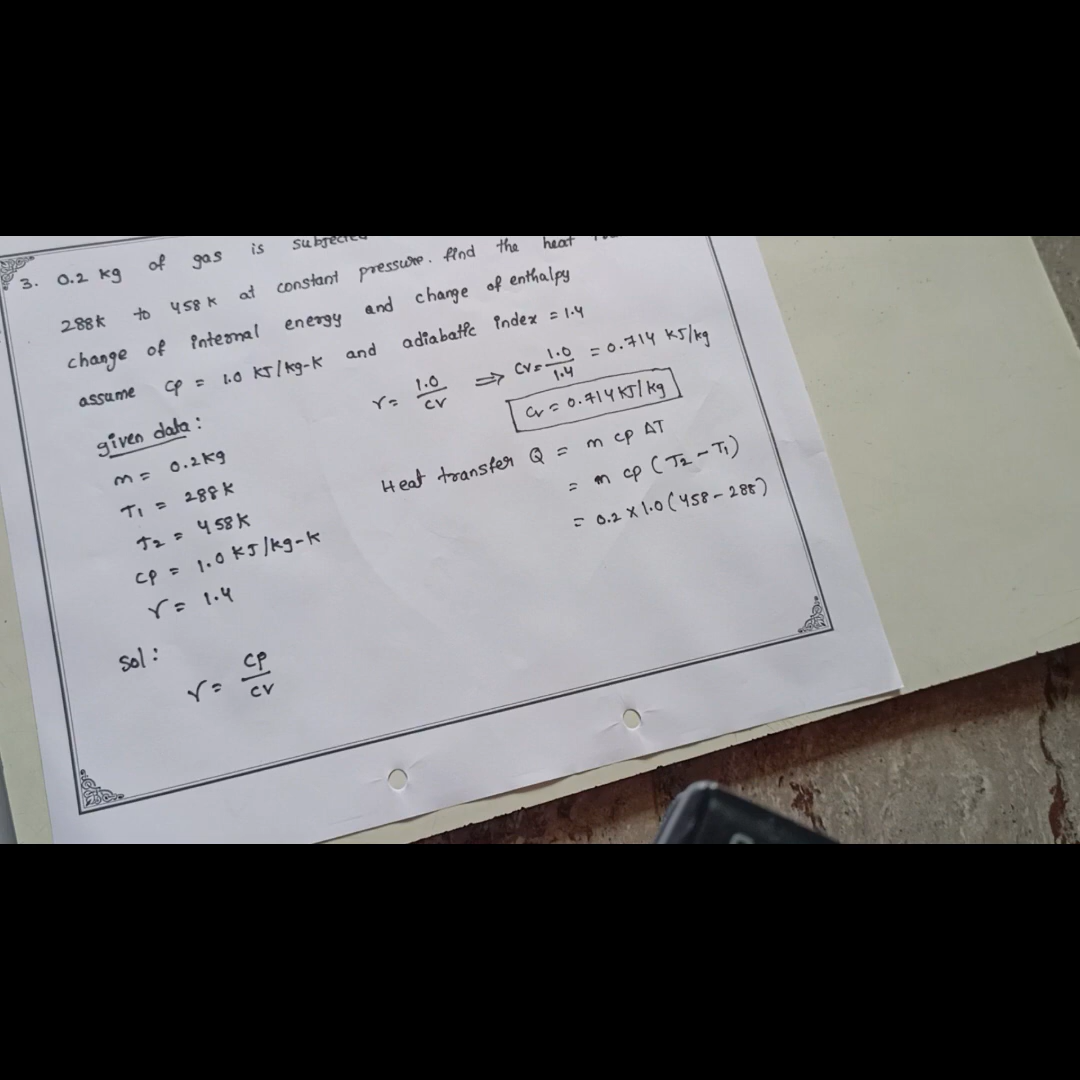 3. 0.2 kg of gas is subjected
288k to 458 k at constant pressure. find the heat
change of internal energy and change of enthalpy
assume cp = 1.0 KJ/kg-K and adiabatic index = 1.4
given data :
m = 0.2kg
T1 = 288k
T2 = 458k
cp = 1.0 KJ/kg-k
γ = 1.4
sol :
γ = cp/cv
γ = 1.0/cv ⟹ cv = 1.0/1.4 = 0.714 KJ/kg
cv = 0.714 KJ/kg
Heat transfer Q = m cp ΔT
= m cp (T2 - T1)
= 0.2 x 1.0 (458 - 288)